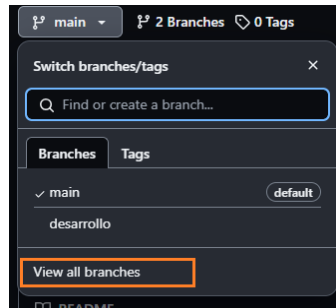 main 2 Branches 0 Tags
Switch branches/tags
Find or create a branch...
Branches Tags
main default
desarrollo
View all branches
README